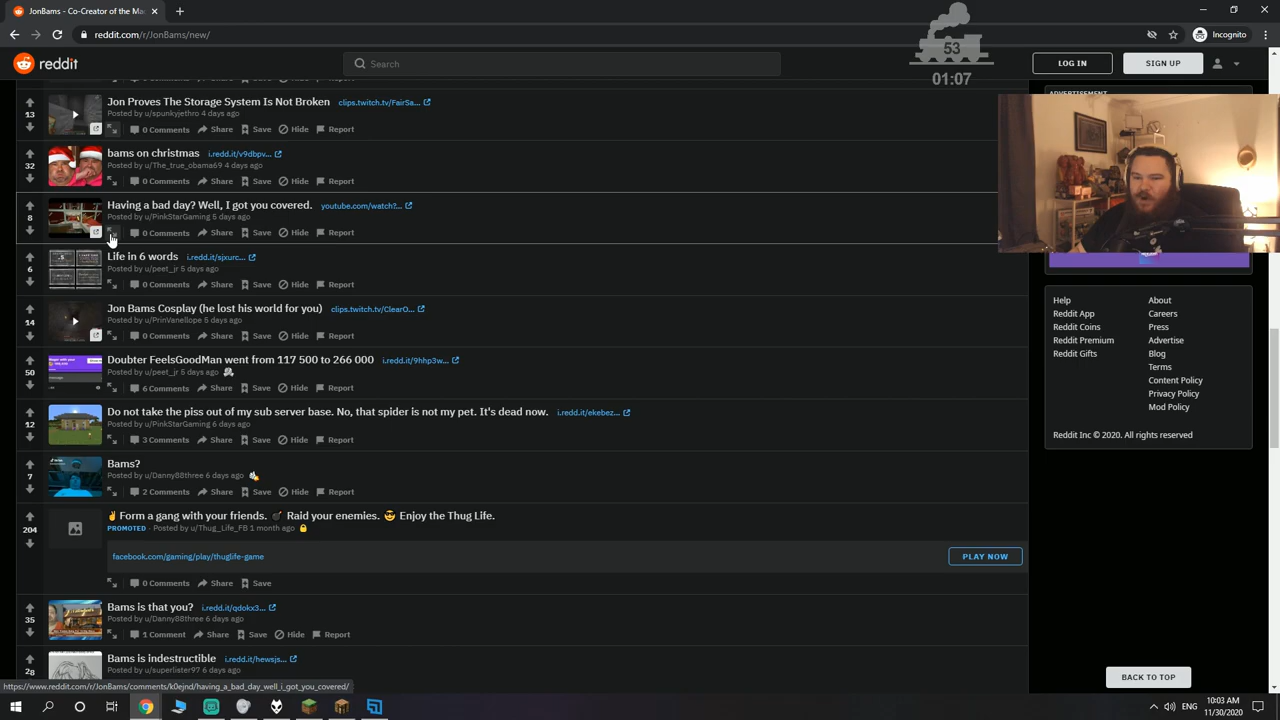 JonBams - Co-Creator of the Ma
reddit.com/r/JonBams/new/
Incognito
reddit
Search
53
01:07
LOG IN
SIGN UP
ADVERTISEMENT
Jon Proves The Storage System Is Not Broken clips.twitch.tv/FairSa...
Posted by u/spunkyjethro 4 days ago
13
0 Comments Share Save Hide Report
bams on christmas i.redd.it/v9dbpv...
Posted by u/The_true_obama69 4 days ago
32
0 Comments Share Save Hide Report
Having a bad day? Well, I got you covered. youtube.com/watch?...
Posted by u/PinkStarGaming 5 days ago
8
0 Comments Share Save Hide Report
Life in 6 words i.redd.it/sjxurc...
Posted by u/peet_jr 5 days ago
6
0 Comments Share Save Hide Report
Jon Bams Cosplay (he lost his world for you) clips.twitch.tv/ClearO...
Posted by u/PrinVanellope 5 days ago
14
0 Comments Share Save Hide Report
Doubter FeelsGoodMan went from 117 500 to 266 000 i.redd.it/9hhp3w...
Posted by u/peet_jr 5 days ago
50
6 Comments Share Save Hide Report
Do not take the piss out of my sub server base. No, that spider is not my pet. It's dead now. i.redd.it/ekebez...
Posted by u/PinkStarGaming 6 days ago
12
3 Comments Share Save Hide Report
Bams?
Posted by u/Danny88three 6 days ago
7
2 Comments Share Save Hide Report
✌Form a gang with your friends. 💣 Raid your enemies. 😎 Enjoy the Thug Life.
PROMOTED · Posted by u/Thug_Life_FB 1 month ago
204
facebook.com/gaming/play/thuglife-game
PLAY NOW
0 Comments Share Save
Bams is that you? i.redd.it/qdokx3...
Posted by u/Danny88three 6 days ago
35
1 Comment Share Save Hide Report
Bams is indestructible i.redd.it/hewsjs...
Posted by u/superlister97 6 days ago
28
Help About
Reddit App Careers
Reddit Coins Press
Reddit Premium Advertise
Reddit Gifts Blog
Terms
Content Policy
Privacy Policy
Mod Policy
Reddit Inc © 2020. All rights reserved
BACK TO TOP
https://www.reddit.com/r/JonBams/comments/k0ejnd/having_a_bad_day_well_i_got_you_covered/
ENG
10:03 AM
11/30/2020